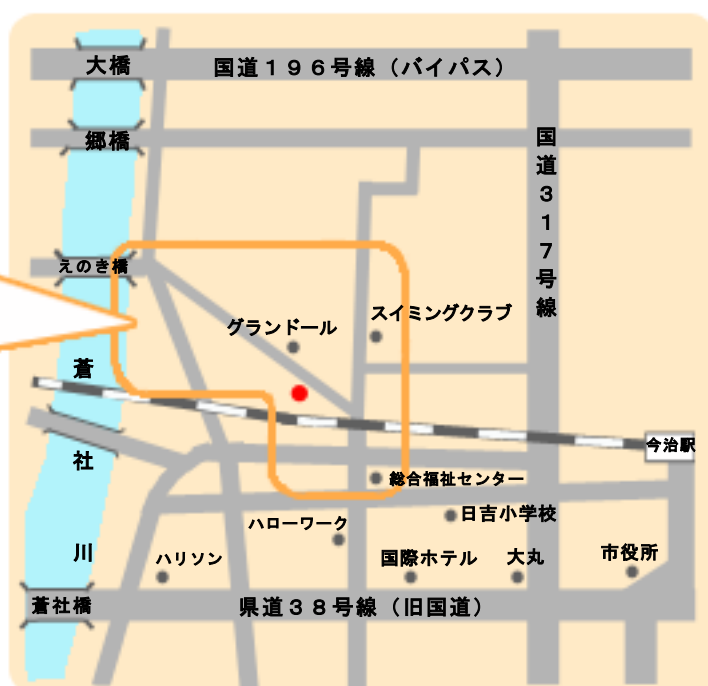 大橋
国道１９６号線（バイパス）
郷橋
国道３１７号線
えのき橋
スイミングクラブ
グランドール
蒼社川
今治駅
総合福祉センター
日吉小学校
ハローワーク
ハリソン
国際ホテル
大丸
市役所
蒼社橋
県道３８号線（旧国道）